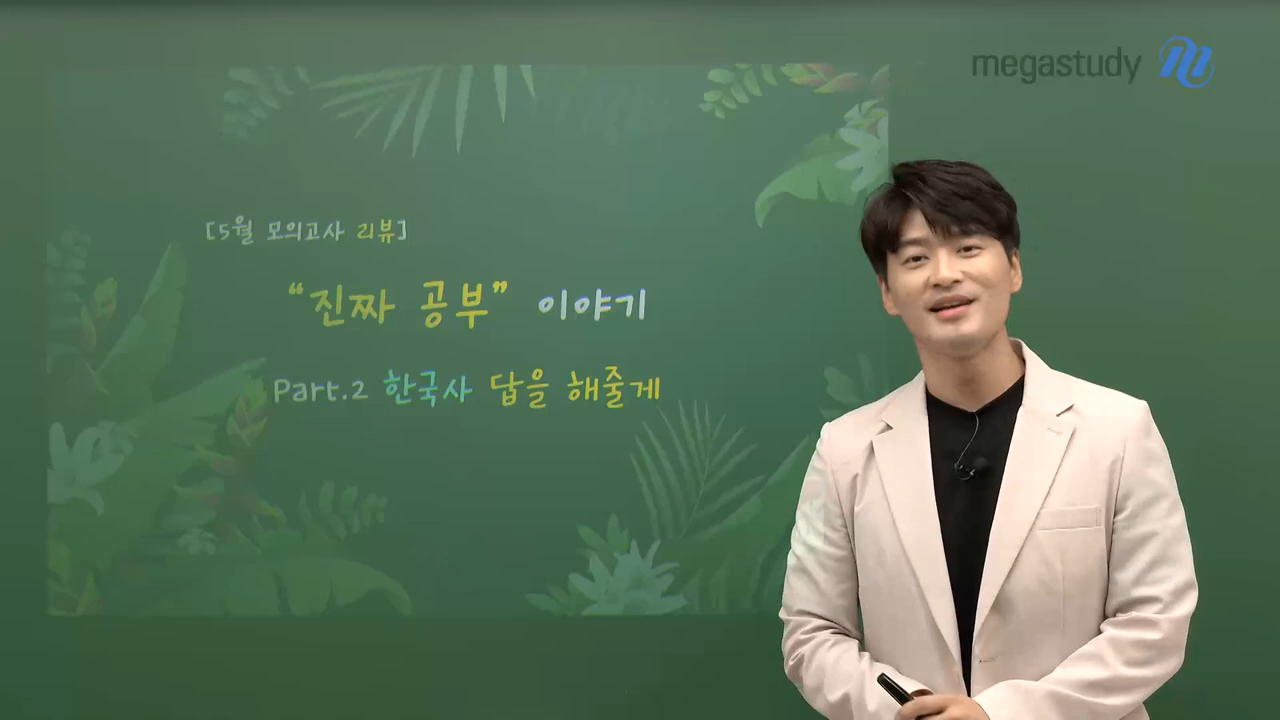 megastudy
[5월 모의고사 리뷰]
“진짜 공부” 이야기
Part.2 한국사 답을 해줄게